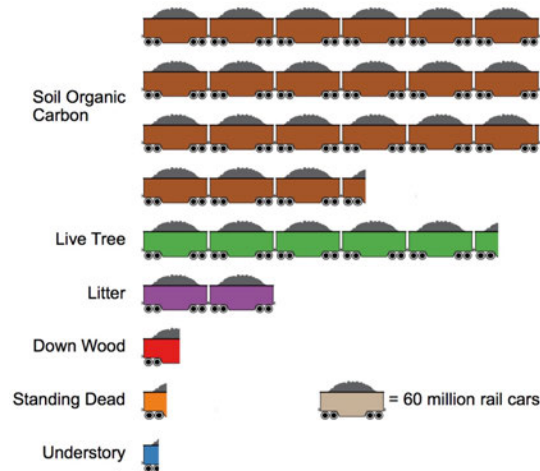 Soil Organic
Carbon
Live Tree
Litter
Down Wood
Standing Dead
= 60 million rail cars
Understory